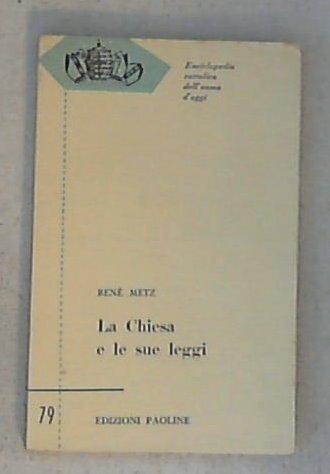 Enciclopedia
cattolica
dell'uomo
d'oggi
RENÉ METZ
La Chiesa
e le sue leggi
79
EDIZIONI PAOLINE